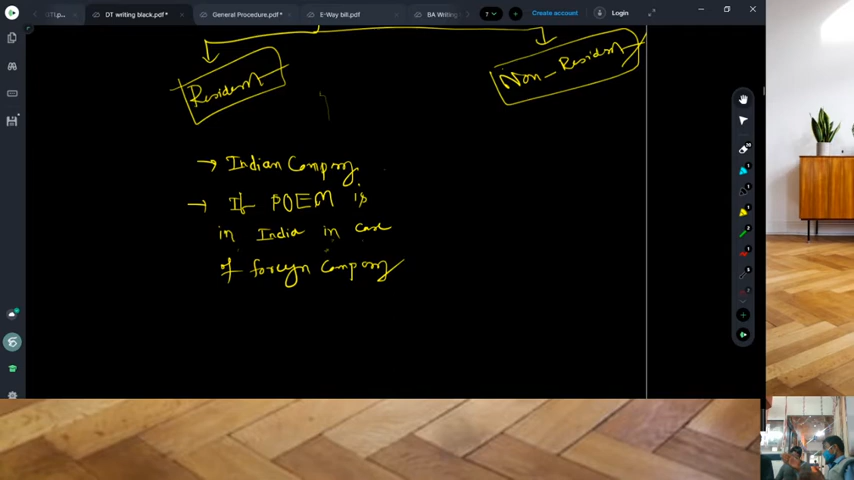 DT writing black.pdf*
General Procedure.pdf*
E-Way bill.pdf
BA Writing
7
Create account
Login
Resident
Non-Resident
→ Indian Company
→ If POEM is
in India in case
of foreign Company